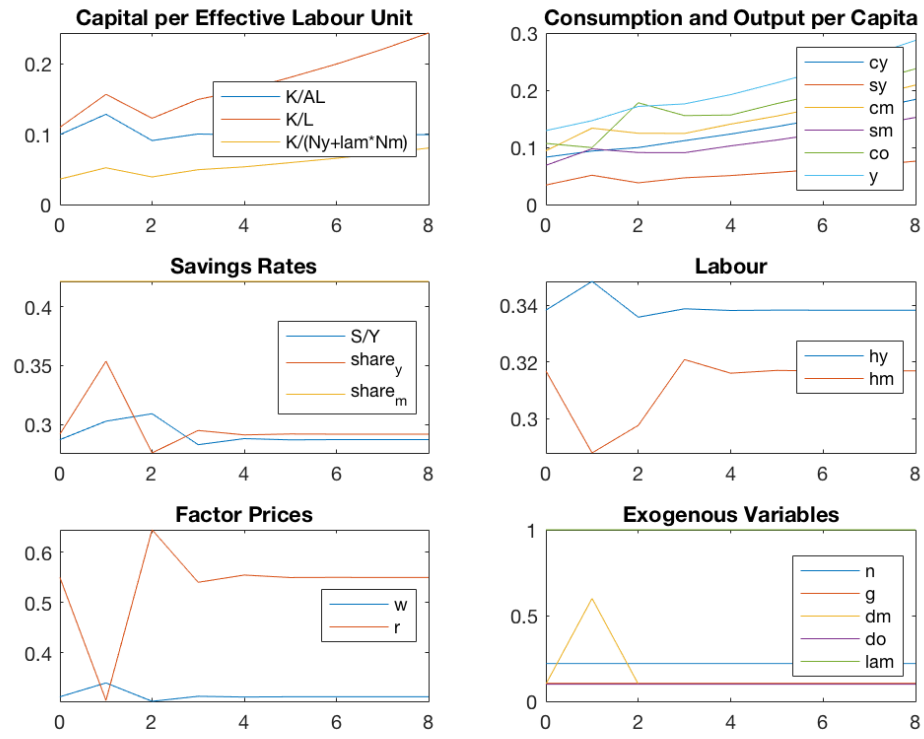 Capital per Effective Labour Unit
0.2
0.1
0
0 2 4 6 8
K/AL
K/L
K/(Ny+lam*Nm)
Consumption and Output per Capita
0.3
0.2
0.1
0
0 2 4 6 8
cy
sy
cm
sm
co
y
Savings Rates
0.4
0.35
0.3
0 2 4 6 8
S/Y
share_y
share_m
Labour
0.34
0.32
0.3
0 2 4 6 8
hy
hm
Factor Prices
0.6
0.5
0.4
0 2 4 6 8
w
r
Exogenous Variables
1
0.5
0
0 2 4 6 8
n
g
dm
do
lam